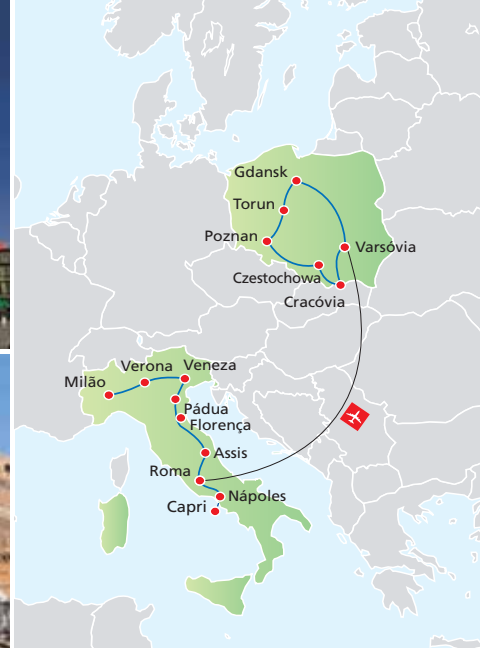 Gdansk
Torun
Poznan
Varsóvia
Czestochowa
Cracóvia
Verona
Veneza
Milão
Pádua
Florença
Assis
Roma
Nápoles
Capri